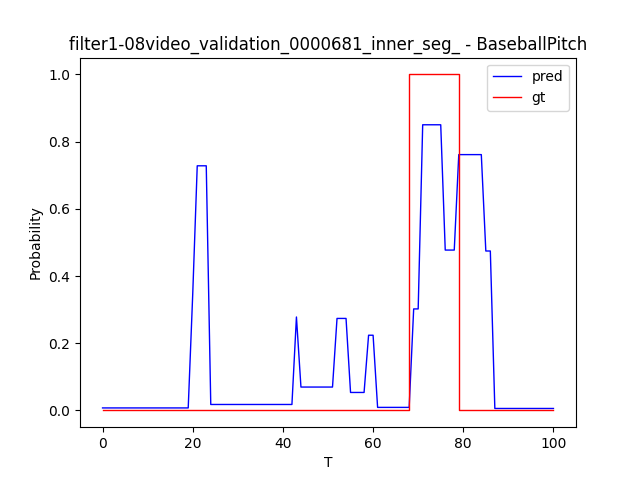 filter1-08video_validation_0000681_inner_seg_ - BaseballPitch
pred
gt
1.0
0.8
0.6
0.4
0.2
0.0
Probability
0
20
40
60
80
100
T